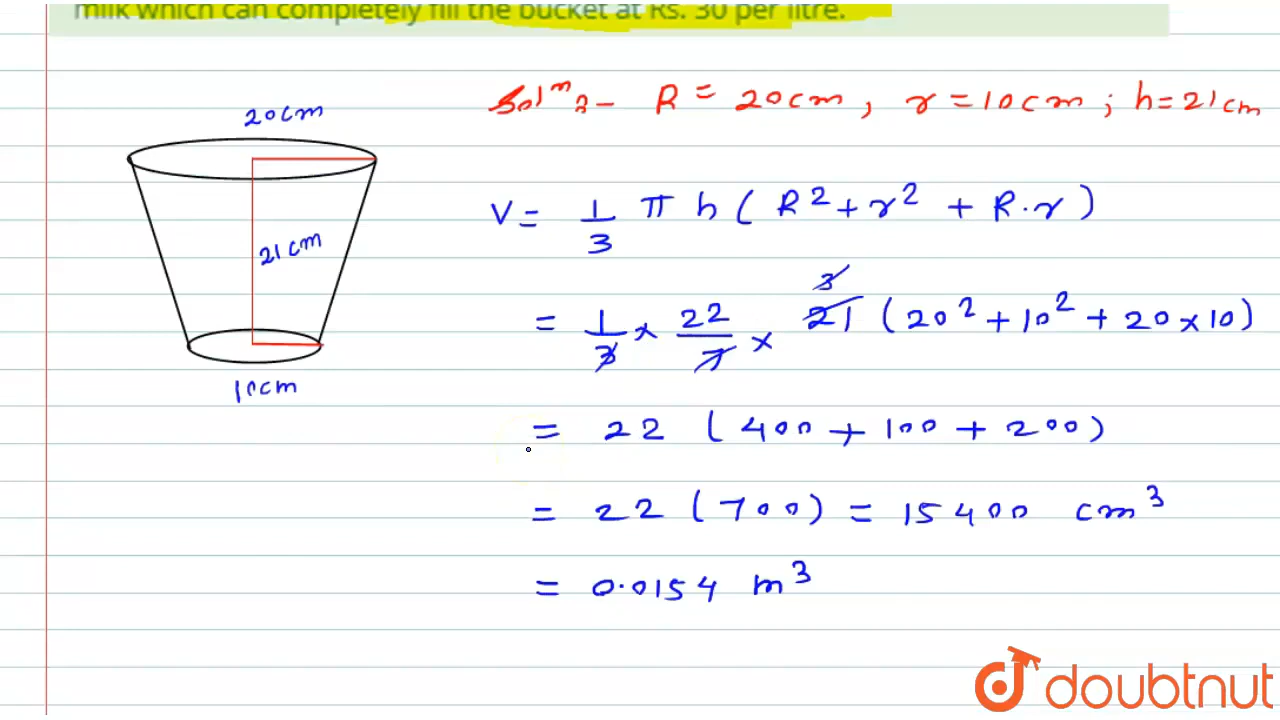 milk which can completely fill the bucket at Rs. 30 per litre.
Solⁿ :- R = 20cm, r = 10cm ; h = 21cm
20cm
V = 1/3 π h ( R² + r² + R.r )
21cm
= 1/3 × 22/7 × 21 3 ( 20² + 10² + 20 × 10 )
10cm
= 22 ( 400 + 100 + 200 )
= 22 ( 700 ) = 15400 cm³
= 0.0154 m³
doubtnut